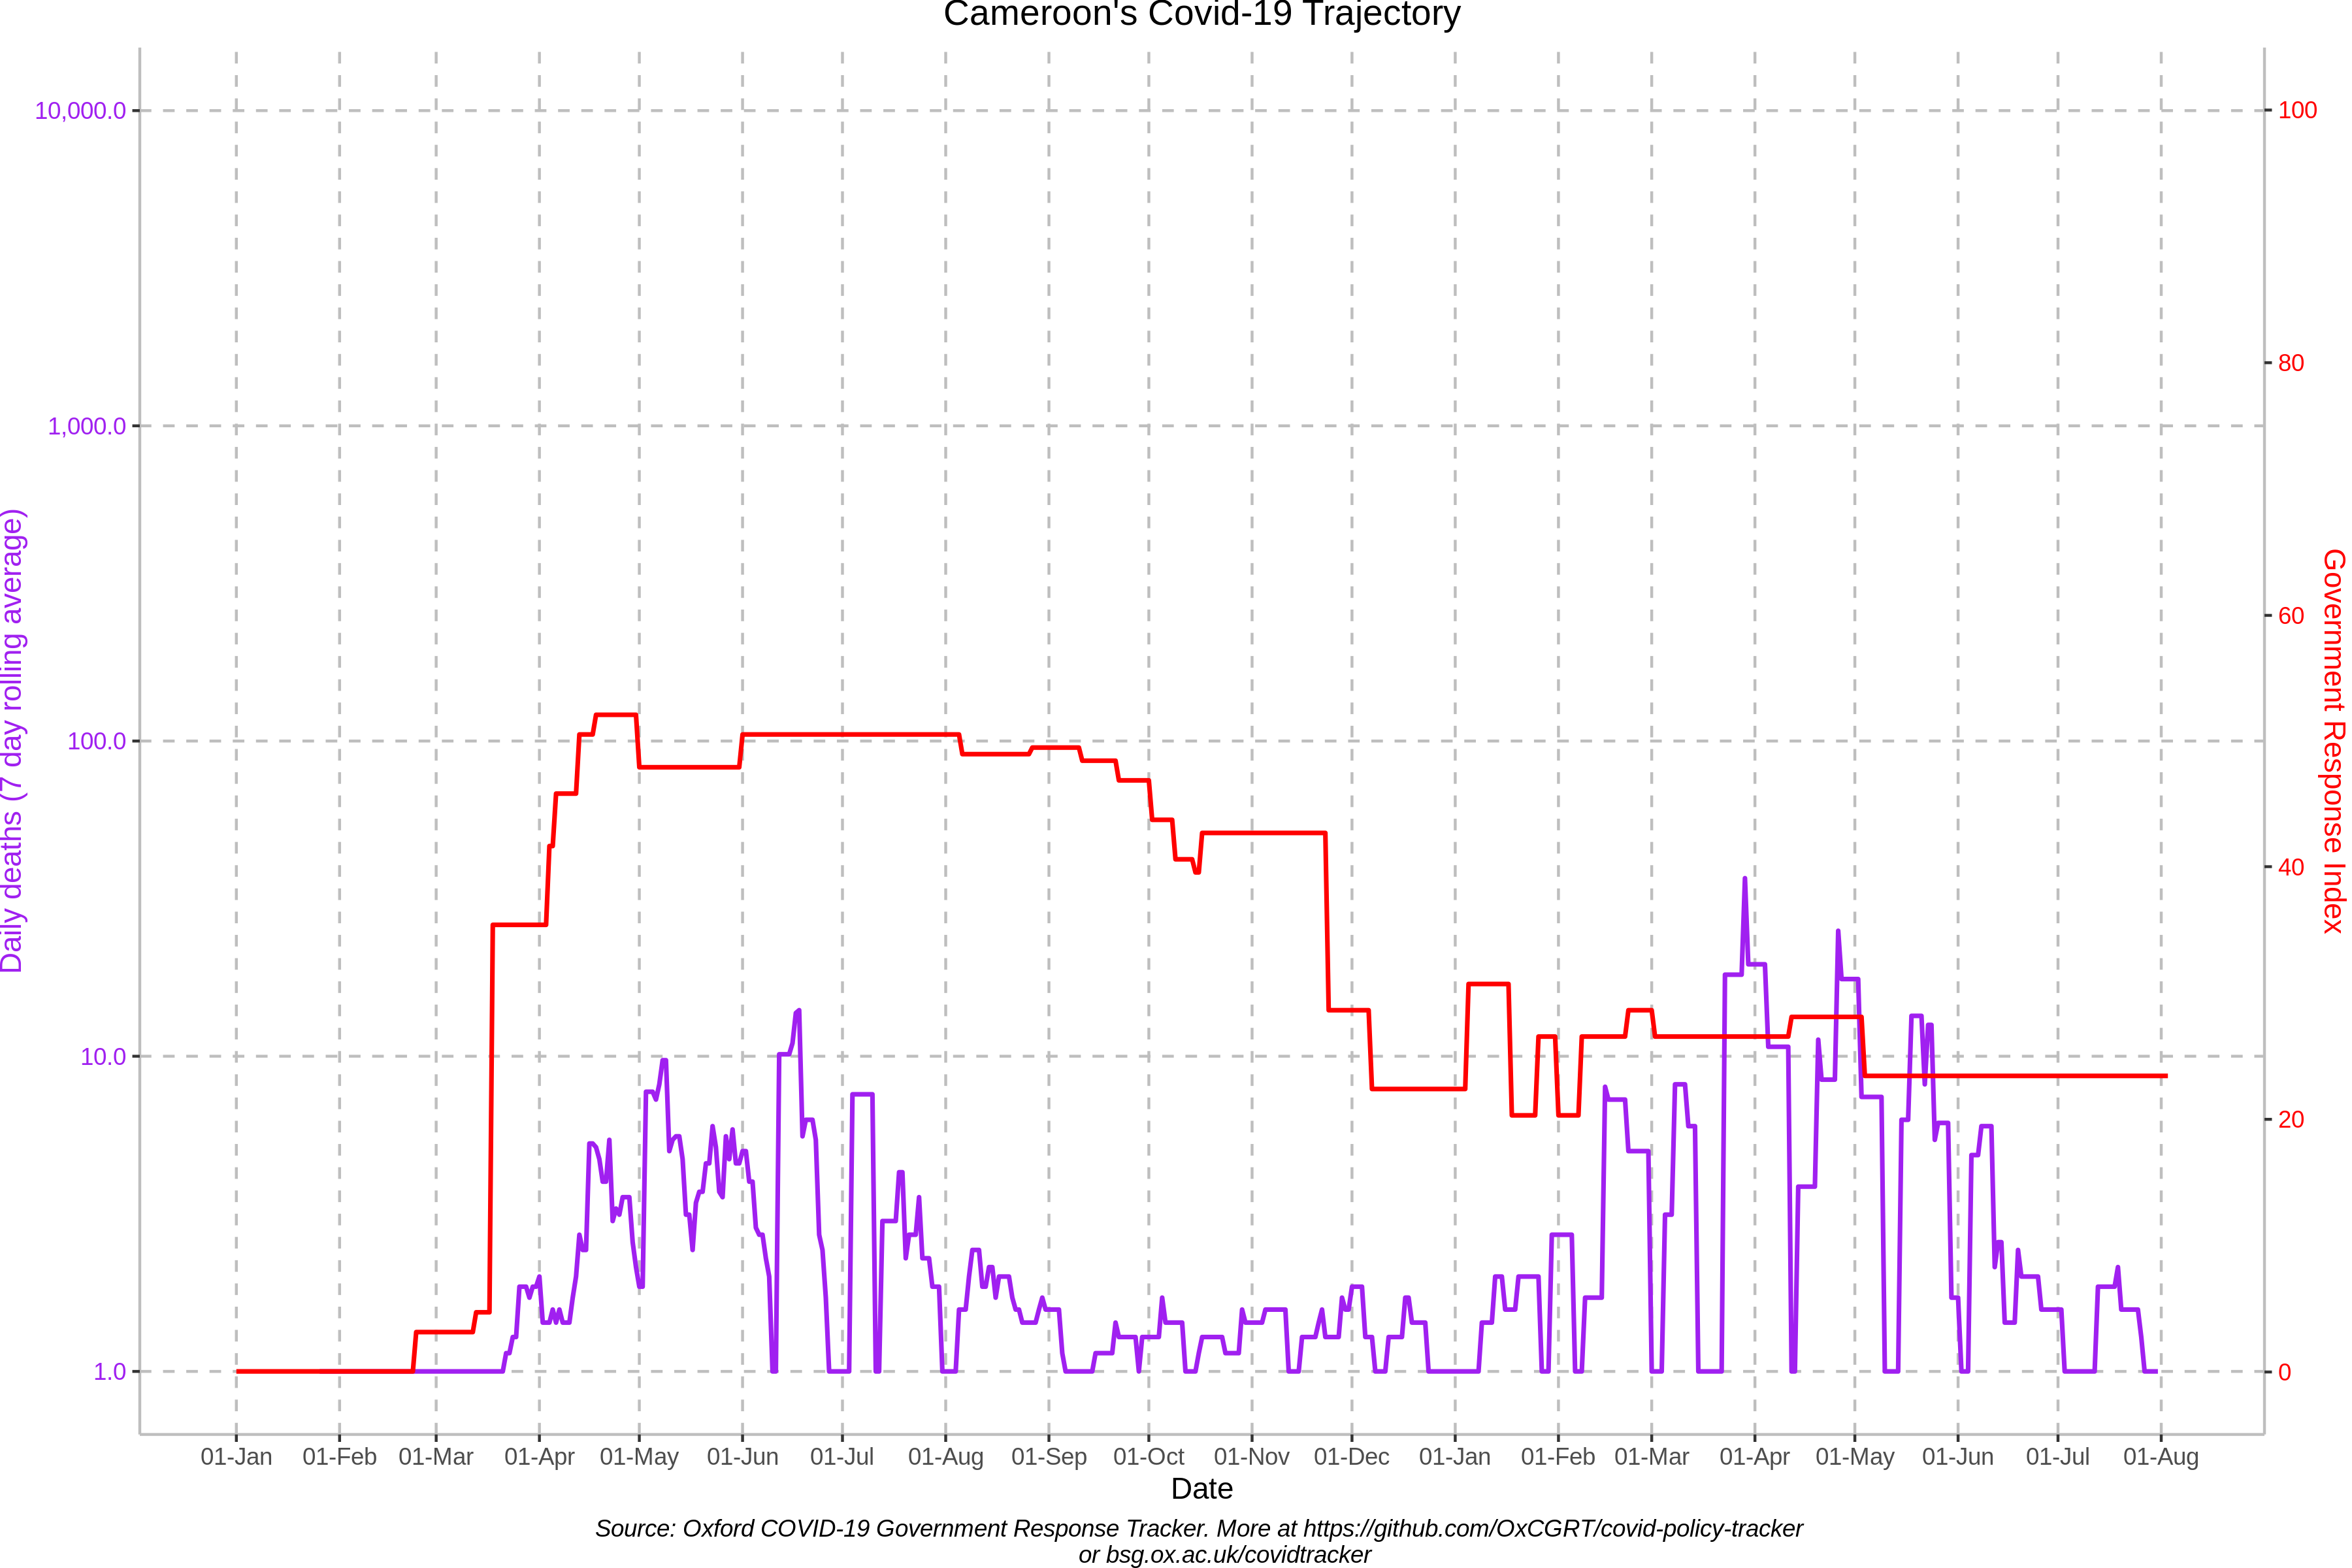 Cameroon's Covid-19 Trajectory
10,000.0
1,000.0
100.0
10.0
1.0
Daily deaths (7 day rolling average)
100
80
60
40
20
0
Government Response Index
01-Jan 01-Feb 01-Mar 01-Apr 01-May 01-Jun 01-Jul 01-Aug 01-Sep 01-Oct 01-Nov 01-Dec 01-Jan 01-Feb 01-Mar 01-Apr 01-May 01-Jun 01-Jul 01-Aug
Date
Source: Oxford COVID-19 Government Response Tracker. More at https://github.com/OxCGRT/covid-policy-tracker
or bsg.ox.ac.uk/covidtracker